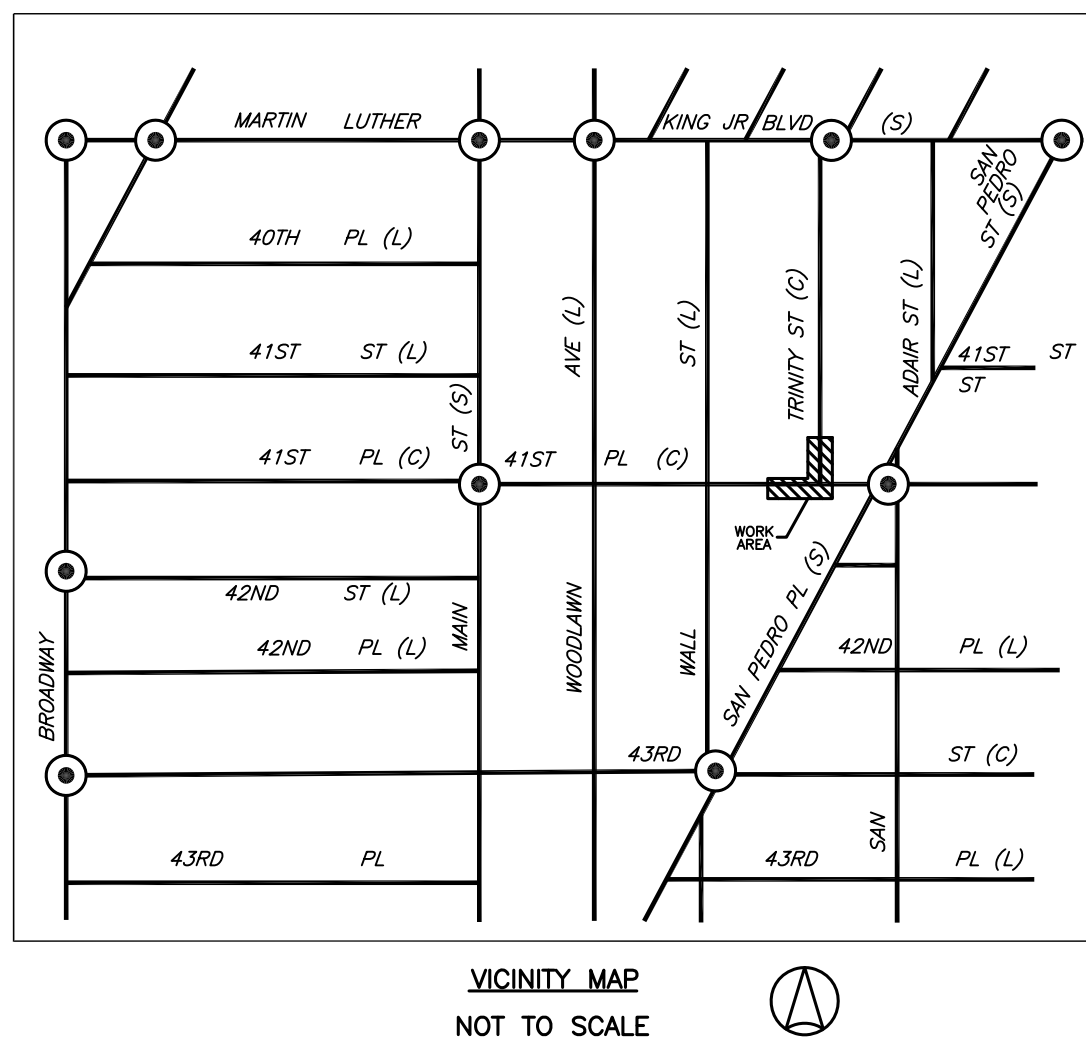 MARTIN LUTHER KING JR BLVD (S)
SAN
PEDRO
ST (S)
40TH PL (L)
AVE (L)
ST (L)
TRINITY ST (C)
ADAIR ST (L)
41ST ST (L)
41ST ST
ST
ST (S)
41ST PL (C)
41ST PL (C)
WORK
AREA
42ND ST (L)
BROADWAY
MAIN
WOODLAWN
WALL
SAN PEDRO PL (S)
42ND PL (L)
42ND PL (L)
43RD ST (C)
SAN
43RD PL
43RD PL (L)
VICINITY MAP
NOT TO SCALE